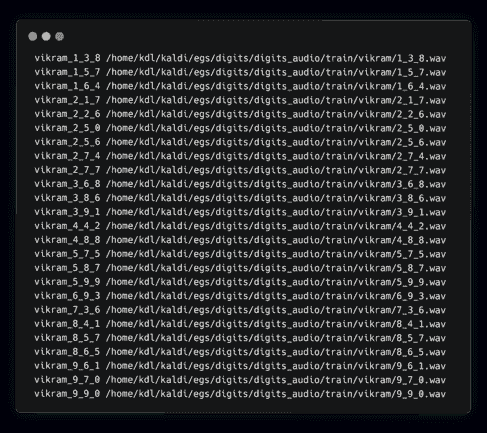 vikram_1_3_8 /home/kdl/kaldi/egs/digits/digits_audio/train/vikram/1_3_8.wav
vikram_1_5_7 /home/kdl/kaldi/egs/digits/digits_audio/train/vikram/1_5_7.wav
vikram_1_6_4 /home/kdl/kaldi/egs/digits/digits_audio/train/vikram/1_6_4.wav
vikram_2_1_7 /home/kdl/kaldi/egs/digits/digits_audio/train/vikram/2_1_7.wav
vikram_2_2_6 /home/kdl/kaldi/egs/digits/digits_audio/train/vikram/2_2_6.wav
vikram_2_5_0 /home/kdl/kaldi/egs/digits/digits_audio/train/vikram/2_5_0.wav
vikram_2_5_6 /home/kdl/kaldi/egs/digits/digits_audio/train/vikram/2_5_6.wav
vikram_2_7_4 /home/kdl/kaldi/egs/digits/digits_audio/train/vikram/2_7_4.wav
vikram_2_7_7 /home/kdl/kaldi/egs/digits/digits_audio/train/vikram/2_7_7.wav
vikram_3_6_8 /home/kdl/kaldi/egs/digits/digits_audio/train/vikram/3_6_8.wav
vikram_3_8_6 /home/kdl/kaldi/egs/digits/digits_audio/train/vikram/3_8_6.wav
vikram_3_9_1 /home/kdl/kaldi/egs/digits/digits_audio/train/vikram/3_9_1.wav
vikram_4_4_2 /home/kdl/kaldi/egs/digits/digits_audio/train/vikram/4_4_2.wav
vikram_4_8_8 /home/kdl/kaldi/egs/digits/digits_audio/train/vikram/4_8_8.wav
vikram_5_7_5 /home/kdl/kaldi/egs/digits/digits_audio/train/vikram/5_7_5.wav
vikram_5_8_7 /home/kdl/kaldi/egs/digits/digits_audio/train/vikram/5_8_7.wav
vikram_5_9_9 /home/kdl/kaldi/egs/digits/digits_audio/train/vikram/5_9_9.wav
vikram_6_9_3 /home/kdl/kaldi/egs/digits/digits_audio/train/vikram/6_9_3.wav
vikram_7_3_6 /home/kdl/kaldi/egs/digits/digits_audio/train/vikram/7_3_6.wav
vikram_8_4_1 /home/kdl/kaldi/egs/digits/digits_audio/train/vikram/8_4_1.wav
vikram_8_5_7 /home/kdl/kaldi/egs/digits/digits_audio/train/vikram/8_5_7.wav
vikram_8_6_5 /home/kdl/kaldi/egs/digits/digits_audio/train/vikram/8_6_5.wav
vikram_9_6_1 /home/kdl/kaldi/egs/digits/digits_audio/train/vikram/9_6_1.wav
vikram_9_7_0 /home/kdl/kaldi/egs/digits/digits_audio/train/vikram/9_7_0.wav
vikram_9_9_0 /home/kdl/kaldi/egs/digits/digits_audio/train/vikram/9_9_0.wav